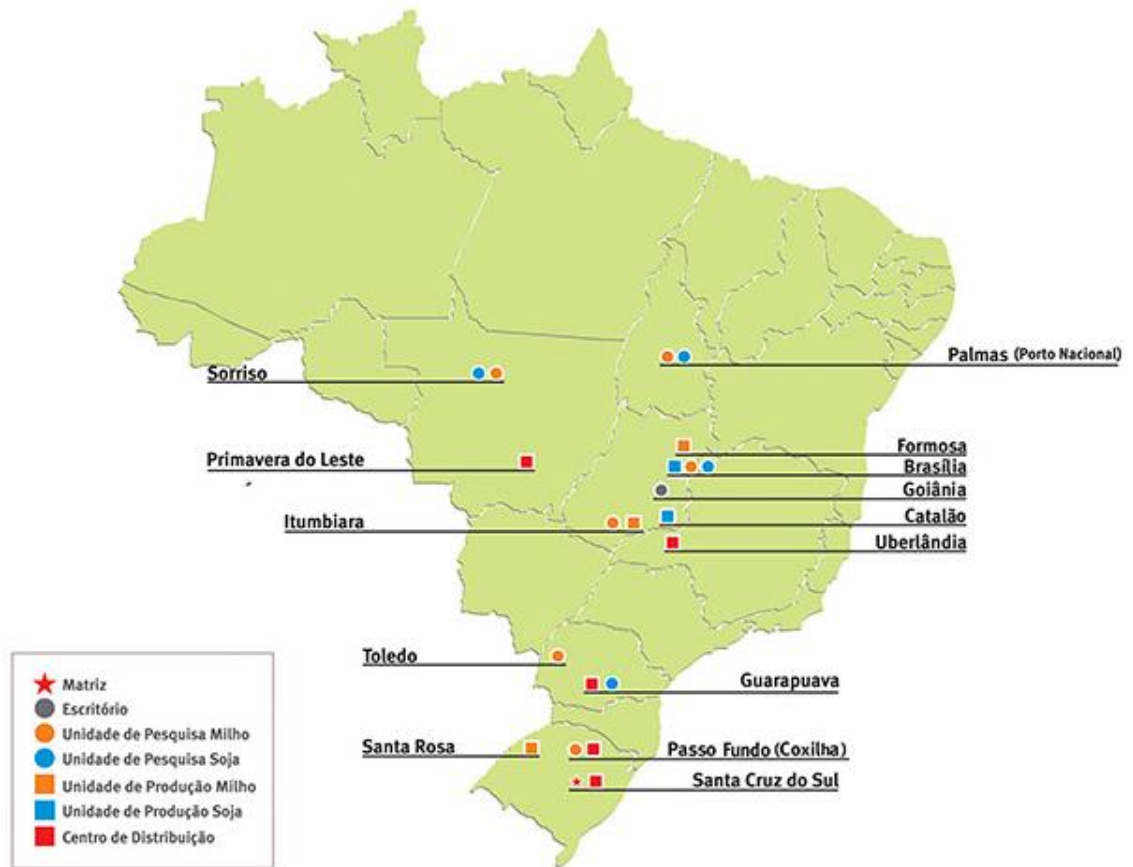 Palmas (Porto Nacional)
Sorriso
Formosa
Primavera do Leste
Brasília
Goiânia
Itumbiara
Catalão
Uberlândia
Toledo
Guarapuava
Santa Rosa
Passo Fundo (Coxilha)
Santa Cruz do Sul
Matriz
Escritório
Unidade de Pesquisa Milho
Unidade de Pesquisa Soja
Unidade de Produção Milho
Unidade de Produção Soja
Centro de Distribuição